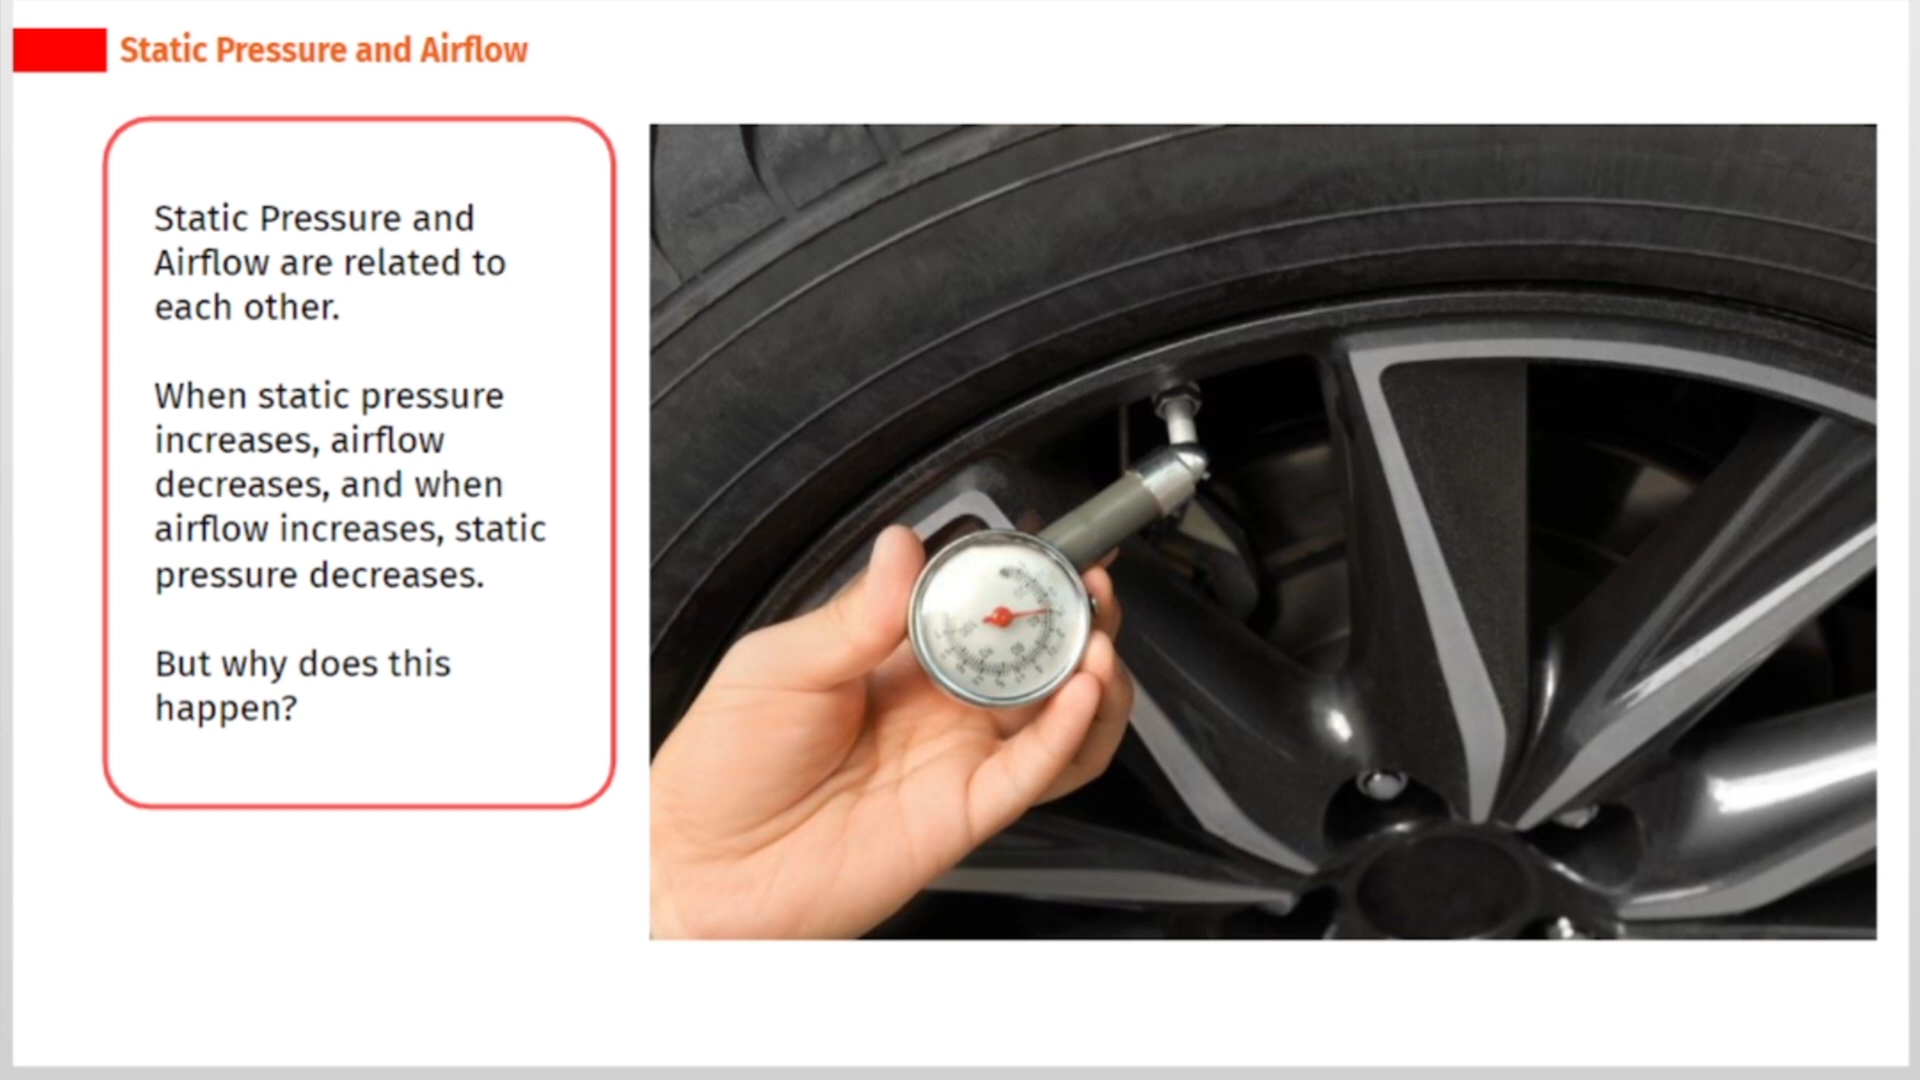 Static Pressure and Airflow
Static Pressure and
Airflow are related to
each other.
When static pressure
increases, airflow
decreases, and when
airflow increases, static
pressure decreases.
But why does this
happen?